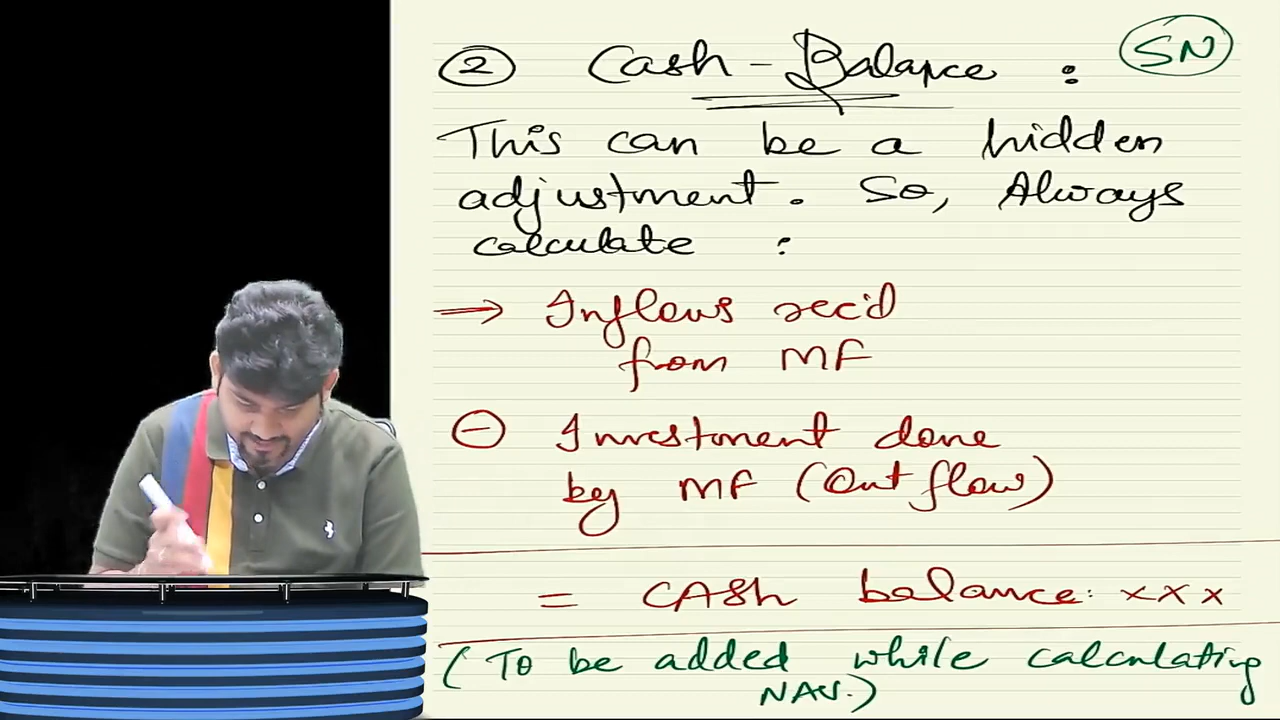 ② Cash - Balance : SN
This can be a hidden
adjustment. So, Always
calculate :
→ Inflows rec'd
from MF
⊖ Investment done
by MF (Outflow)
= CASH balance: xxx
(To be added while calculating
NAV.)